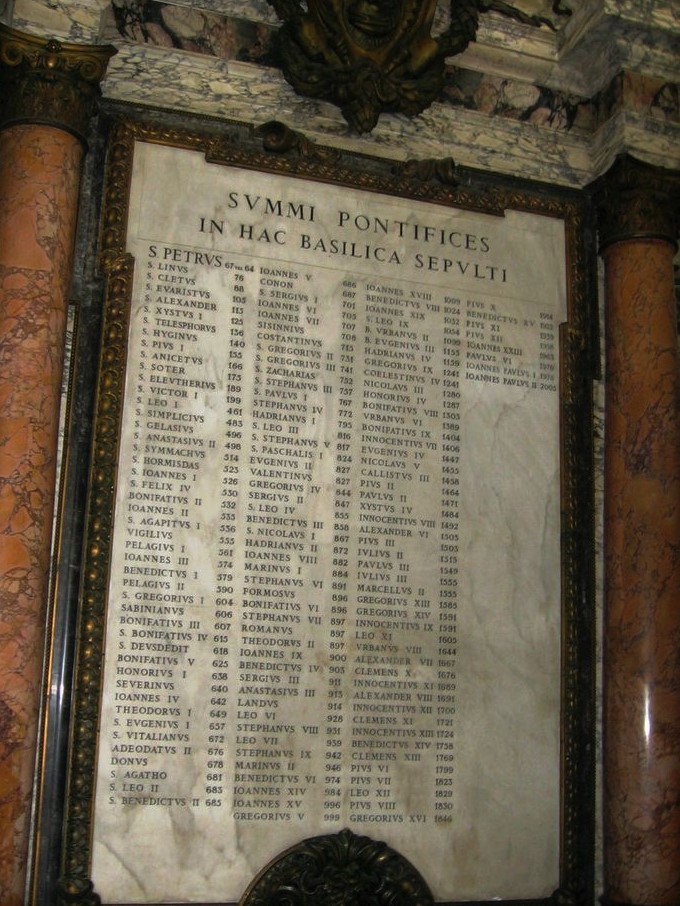 SVMMI PONTIFICES
IN HAC BASILICA SEPVLTI
S. PETRVS 67 vel 64
S. LINVS 76
S. CLETVS 88
S. EVARISTVS 105
S. ALEXANDER 115
S. XYSTVS I 125
S. TELESPHORVS 136
S. HYGINVS 140
S. PIVS I 155
S. ANICETVS 166
S. SOTER 175
S. ELEVTHERIVS 189
S. VICTOR I 199
S. LEO I 461
S. SIMPLICIVS 483
S. GELASIVS 496
S. ANASTASIVS II 498
S. SYMMACHVS 514
S. HORMISDAS 523
S. IOANNES I 526
S. FELIX IV 530
BONIFATIVS II 532
IOANNES II 535
S. AGAPITVS I 536
VIGILIVS 555
PELAGIVS I 561
IOANNES III 574
BENEDICTVS I 579
PELAGIVS II 590
S. GREGORIVS I 604
SABINIANVS 606
BONIFATIVS III 607
S. BONIFATIVS IV 615
S. DEVSDEDIT 618
BONIFATIVS V 625
HONORIVS I 638
SEVERINVS 640
IOANNES IV 642
THEODORVS I 649
S. EVGENIVS I 657
S. VITALIANVS 672
ADEODATVS II 676
DONVS 678
S. AGATHO 681
S. LEO II 683
S. BENEDICTVS II 685
IOANNES V 686
CONON 687
S. SERGIVS I 701
IOANNES VI 705
IOANNES VII 707
SISINNIVS 708
CONSTANTINVS 715
S. GREGORIVS II 731
S. GREGORIVS III 741
S. ZACHARIAS 752
S. STEPHANVS III 757
S. PAVLVS I 767
STEPHANVS IV 772
HADRIANVS I 795
S. LEO III 816
S. STEPHANVS V 817
S. PASCHALIS I 824
EVGENIVS II 827
VALENTINVS 827
GREGORIVS IV 844
SERGIVS II 847
S. LEO IV 855
BENEDICTVS III 858
S. NICOLAVS I 867
HADRIANVS II 872
IOANNES VIII 882
MARINVS I 884
STEPHANVS VI 891
FORMOSVS 896
BONIFATIVS VI 896
STEPHANVS VII 897
ROMANVS 897
THEODORVS II 897
IOANNES IX 900
BENEDICTVS IV 903
SERGIVS III 911
ANASTASIVS III 913
LANDVS 914
LEO VI 928
STEPHANVS VIII 931
LEO VII 939
STEPHANVS IX 942
MARINVS II 946
BENEDICTVS VI 974
IOANNES XIV 984
IOANNES XV 996
GREGORIVS V 999
IOANNES XVIII 1009
BENEDICTVS VIII 1024
IOANNES XIX 1032
S. LEO IX 1054
B. VRBANVS II 1099
B. EVGENIVS III 1153
HADRIANVS IV 1159
GREGORIVS IX 1241
COELESTINVS IV 1241
NICOLAVS III 1280
HONORIVS IV 1287
BONIFATIVS VIII 1303
VRBANVS VI 1389
BONIFATIVS IX 1404
INNOCENTIVS VII 1406
EVGENIVS IV 1447
NICOLAVS V 1455
CALLISTVS III 1458
PIVS II 1464
PAVLVS II 1471
XYSTVS IV 1484
INNOCENTIVS VIII 1492
ALEXANDER VI 1503
PIVS III 1503
IVLIVS II 1513
PAVLVS III 1549
IVLIVS III 1555
MARCELLVS II 1555
GREGORIVS XIII 1585
GREGORIVS XIV 1591
INNOCENTIVS IX 1591
LEO XI 1605
VRBANVS VIII 1644
ALEXANDER VII 1667
CLEMENS X 1676
INNOCENTIVS XI 1689
ALEXANDER VIII 1691
INNOCENTIVS XII 1700
CLEMENS XI 1721
INNOCENTIVS XIII 1724
BENEDICTVS XIV 1758
CLEMENS XIII 1769
PIVS VI 1799
PIVS VII 1823
LEO XII 1829
PIVS VIII 1830
GREGORIVS XVI 1846
PIVS X 1914
BENEDICTVS XV 1922
PIVS XI 1939
PIVS XII 1958
IOANNES XXIII 1963
PAVLVS VI 1978
IOANNES PAVLVS I 1978
IOANNES PAVLVS II 2005